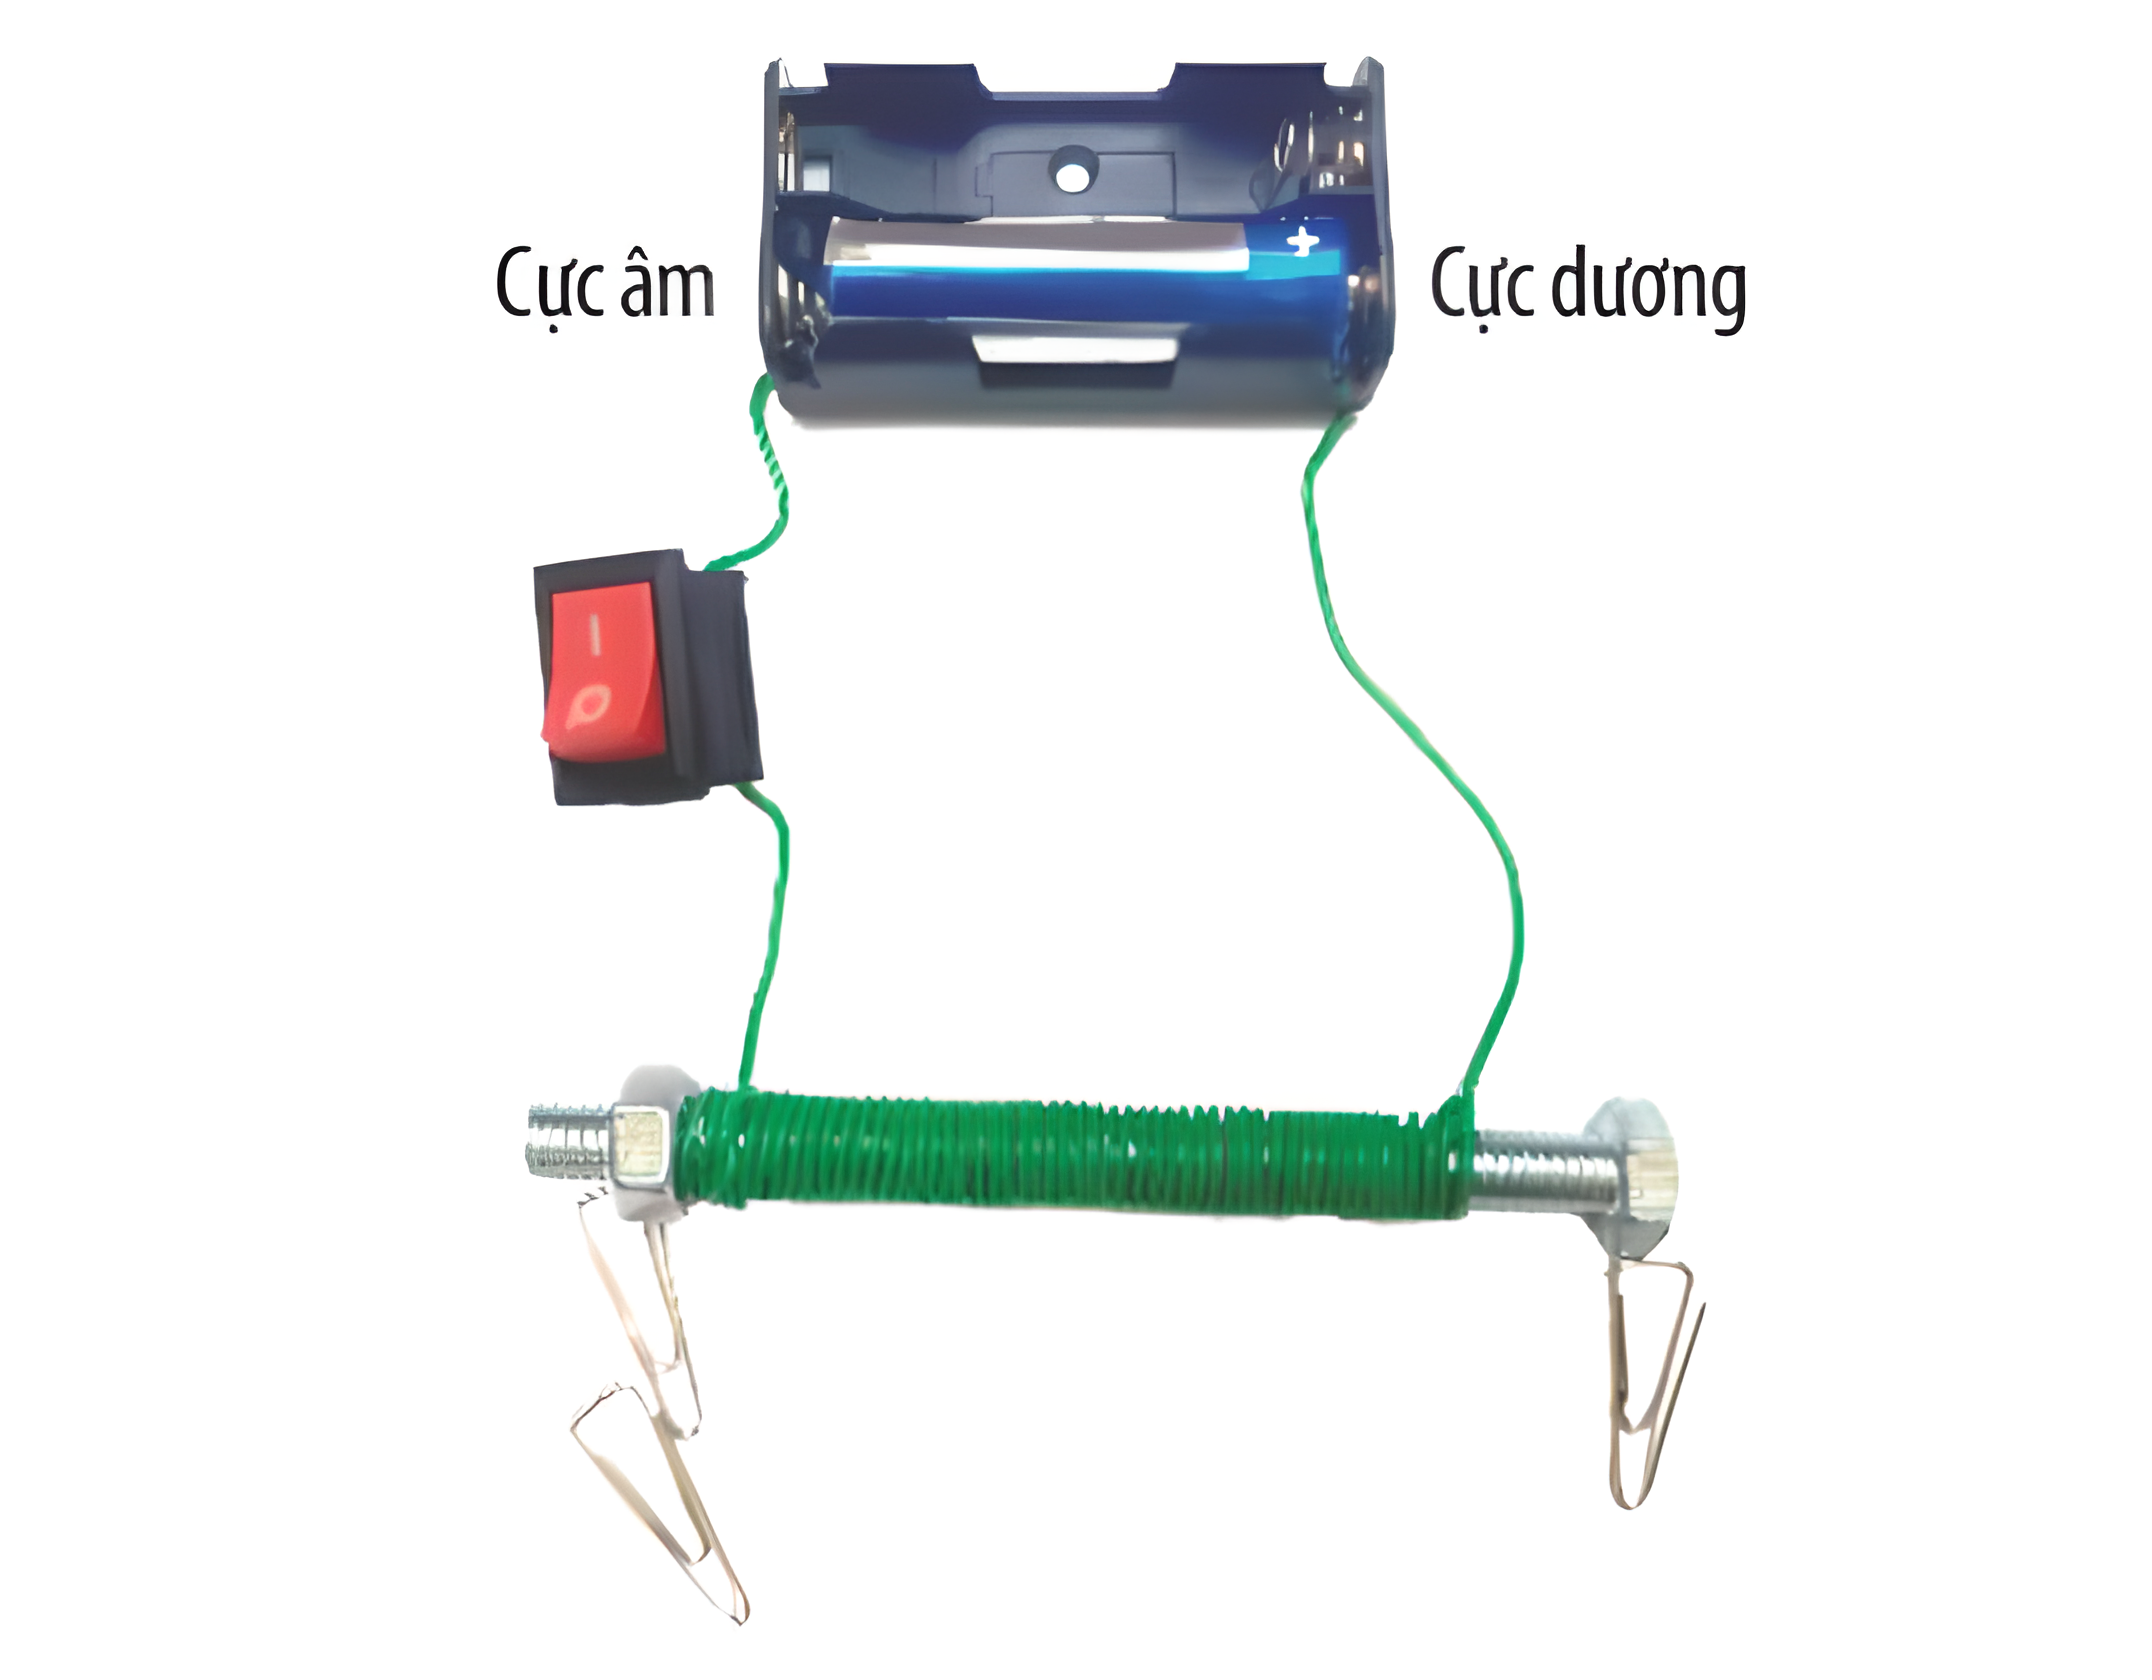 +
Cực âm
Cực dương
I
O